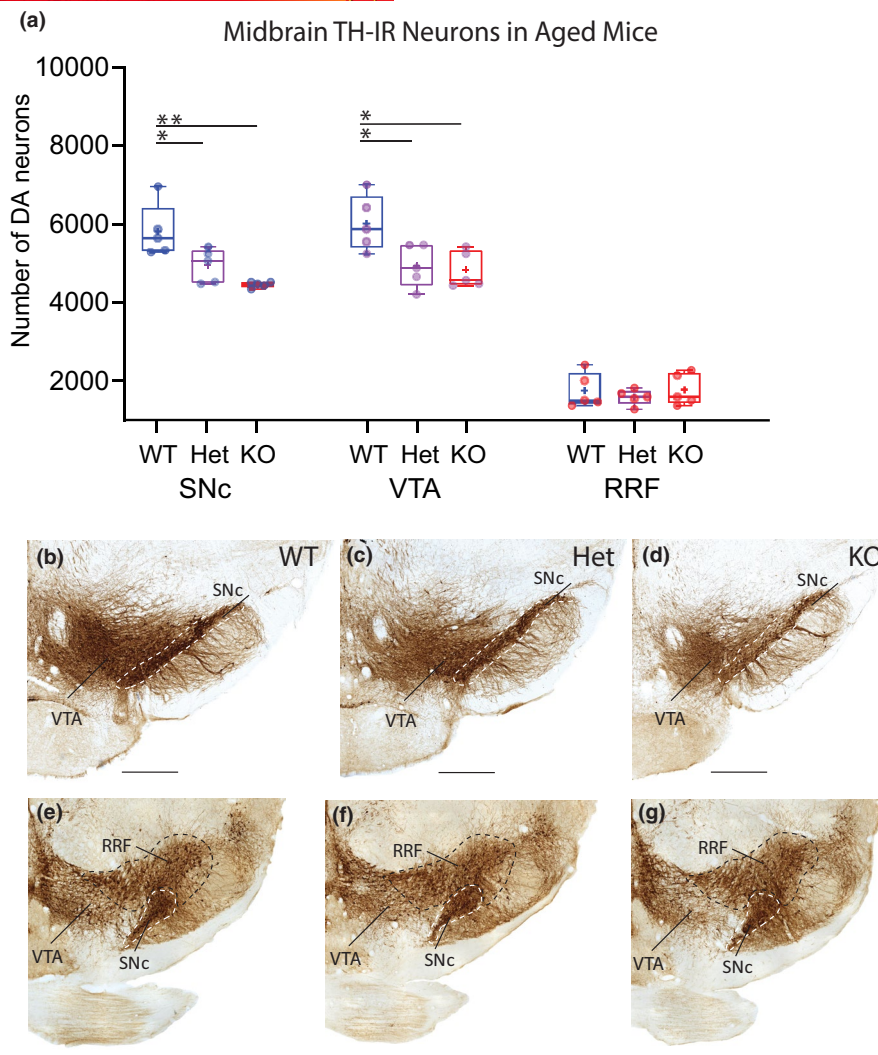 (a)
Midbrain TH-IR Neurons in Aged Mice
Number of DA neurons
10000
8000
6000
4000
2000
**
*
*
*
WT Het KO WT Het KO WT Het KO
SNc VTA RRF
(b) WT (c) Het (d) KO
SNc SNc SNc
VTA VTA VTA
(e) (f) (g)
RRF RRF RRF
VTA SNc VTA SNc VTA SNc